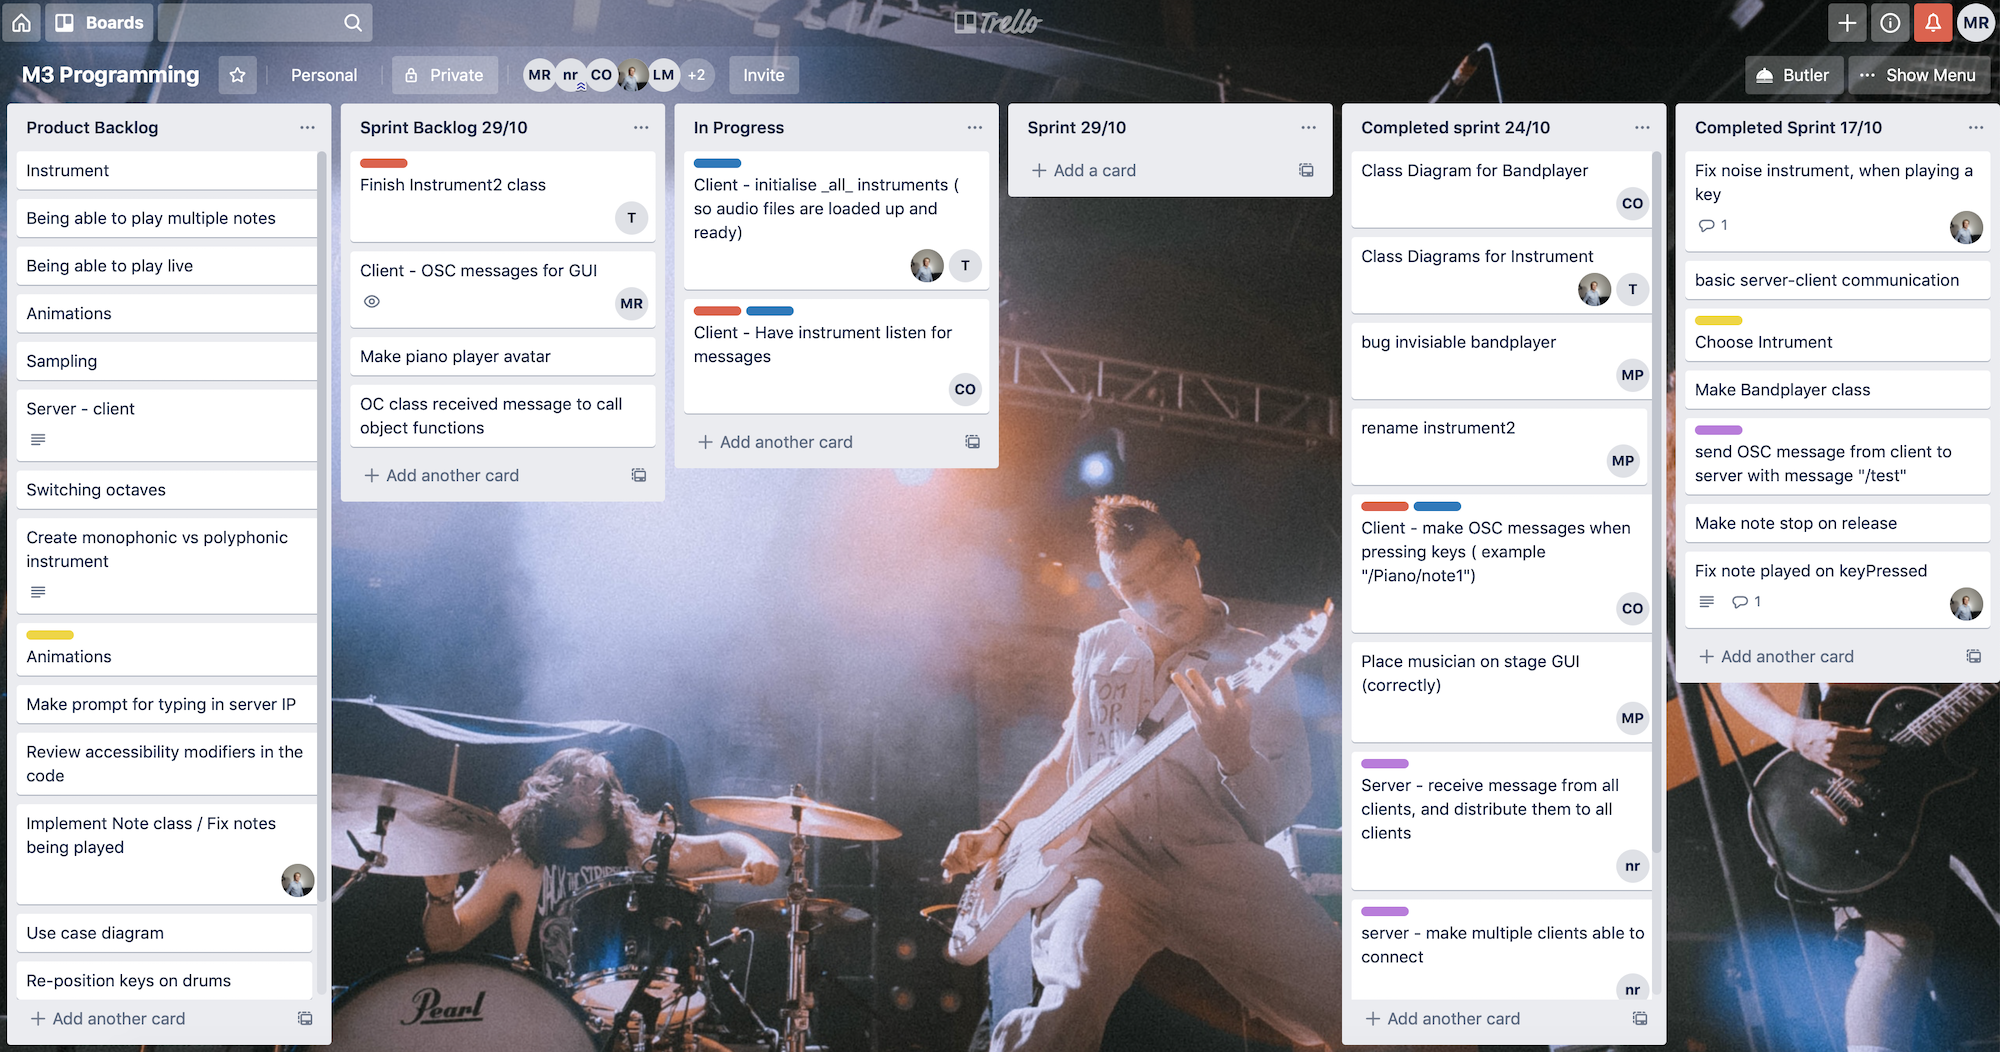 Boards
Trello
MR
M3 Programming
Personal
Private
MR
nr
CO
LM
+2
Invite
Butler
Show Menu
Product Backlog
Instrument
Being able to play multiple notes
Being able to play live
Animations
Sampling
Server - client
Switching octaves
Create monophonic vs polyphonic
instrument
Animations
Make prompt for typing in server IP
Review accessibility modifiers in the
code
Implement Note class / Fix notes
being played
Use case diagram
Re-position keys on drums
+ Add another card
Sprint Backlog 29/10
Finish Instrument2 class
T
Client - OSC messages for GUI
MR
Make piano player avatar
OC class received message to call
object functions
+ Add another card
In Progress
Client - initialise _all_ instruments (
so audio files are loaded up and
ready)
T
Client - Have instrument listen for
messages
CO
+ Add another card
Sprint 29/10
+ Add a card
Completed sprint 24/10
Class Diagram for Bandplayer
CO
Class Diagrams for Instrument
T
bug invisiable bandplayer
MP
rename instrument2
MP
Client - make OSC messages when
pressing keys ( example
"/Piano/note1")
CO
Place musician on stage GUI
(correctly)
MP
Server - receive message from all
clients, and distribute them to all
clients
nr
server - make multiple clients able to
connect
nr
+ Add another card
Completed Sprint 17/10
Fix noise instrument, when playing a
key
1
basic server-client communication
Choose Intrument
Make Bandplayer class
send OSC message from client to
server with message "/test"
Make note stop on release
Fix note played on keyPressed
1
+ Add another card
Pearl